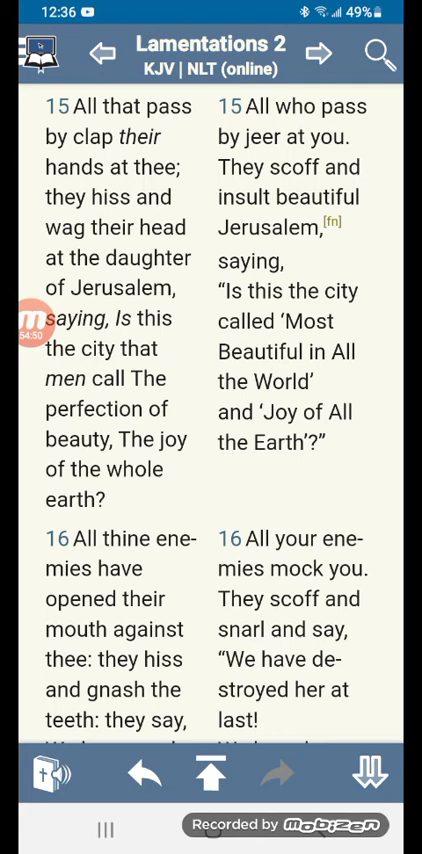 12:36
49%
Lamentations 2
KJV | NLT (online)
15 All that pass
by clap their
hands at thee;
they hiss and
wag their head
at the daughter
of Jerusalem,
saying, Is this
the city that
men call The
perfection of
beauty, The joy
of the whole
earth?
16 All thine ene-
mies have
opened their
mouth against
thee: they hiss
and gnash the
teeth: they say,
15 All who pass
by jeer at you.
They scoff and
insult beautiful
Jerusalem,[fn]
saying,
“Is this the city
called ‘Most
Beautiful in All
the World’
and ‘Joy of All
the Earth’?”
16 All your ene-
mies mock you.
They scoff and
snarl and say,
“We have de-
stroyed her at
last!
m
54:50
Recorded by mobizen